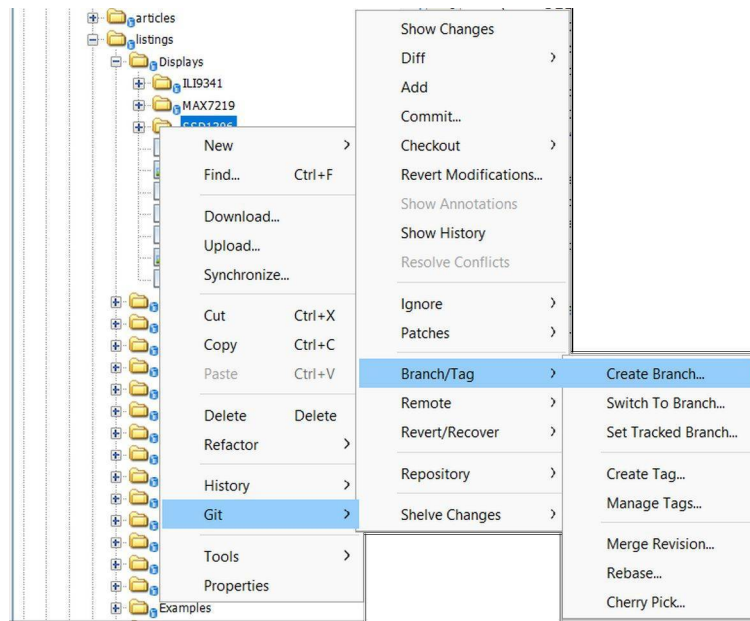 articles
listings
Displays
ILI9341
MAX7219
SSD1306
New
Find... Ctrl+F
Download...
Upload...
Synchronize...
Cut Ctrl+X
Copy Ctrl+C
Paste Ctrl+V
Delete Delete
Refactor
History
Git
Tools
Properties
Examples
Show Changes
Diff
Add
Commit...
Checkout
Revert Modifications...
Show Annotations
Show History
Resolve Conflicts
Ignore
Patches
Branch/Tag
Remote
Revert/Recover
Repository
Shelve Changes
Create Branch...
Switch To Branch...
Set Tracked Branch...
Create Tag...
Manage Tags...
Merge Revision...
Rebase...
Cherry Pick...